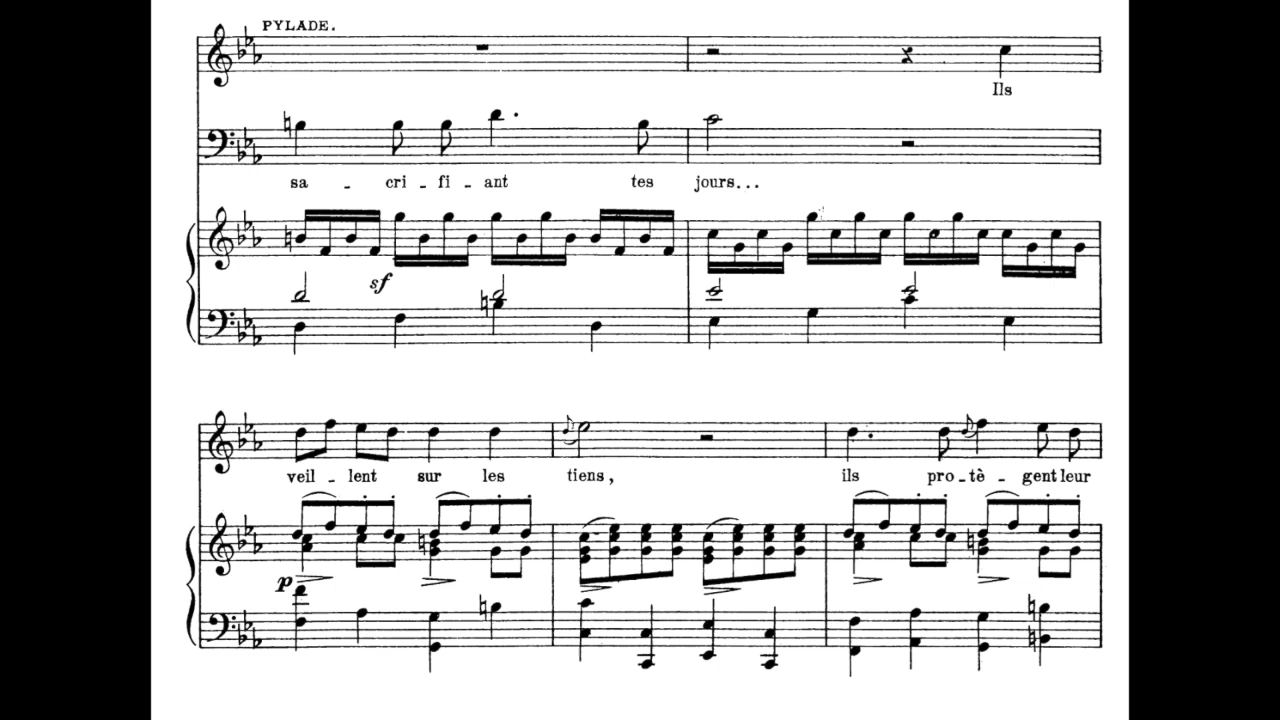 PYLADE.
Ils
sa - cri - fi - ant tes jours...
sf
veil - lent sur les tiens, ils pro - tè - gent leur
p